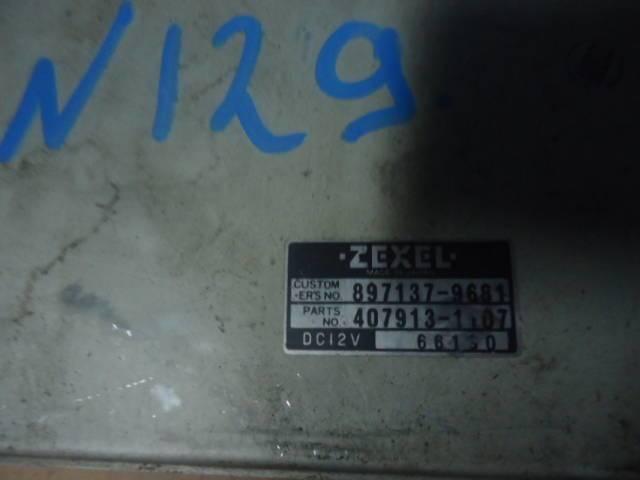 N129
·ZEXEL·
CUSTOM
-ER'S NO. 897137-9681
PARTS
NO.
DC12V